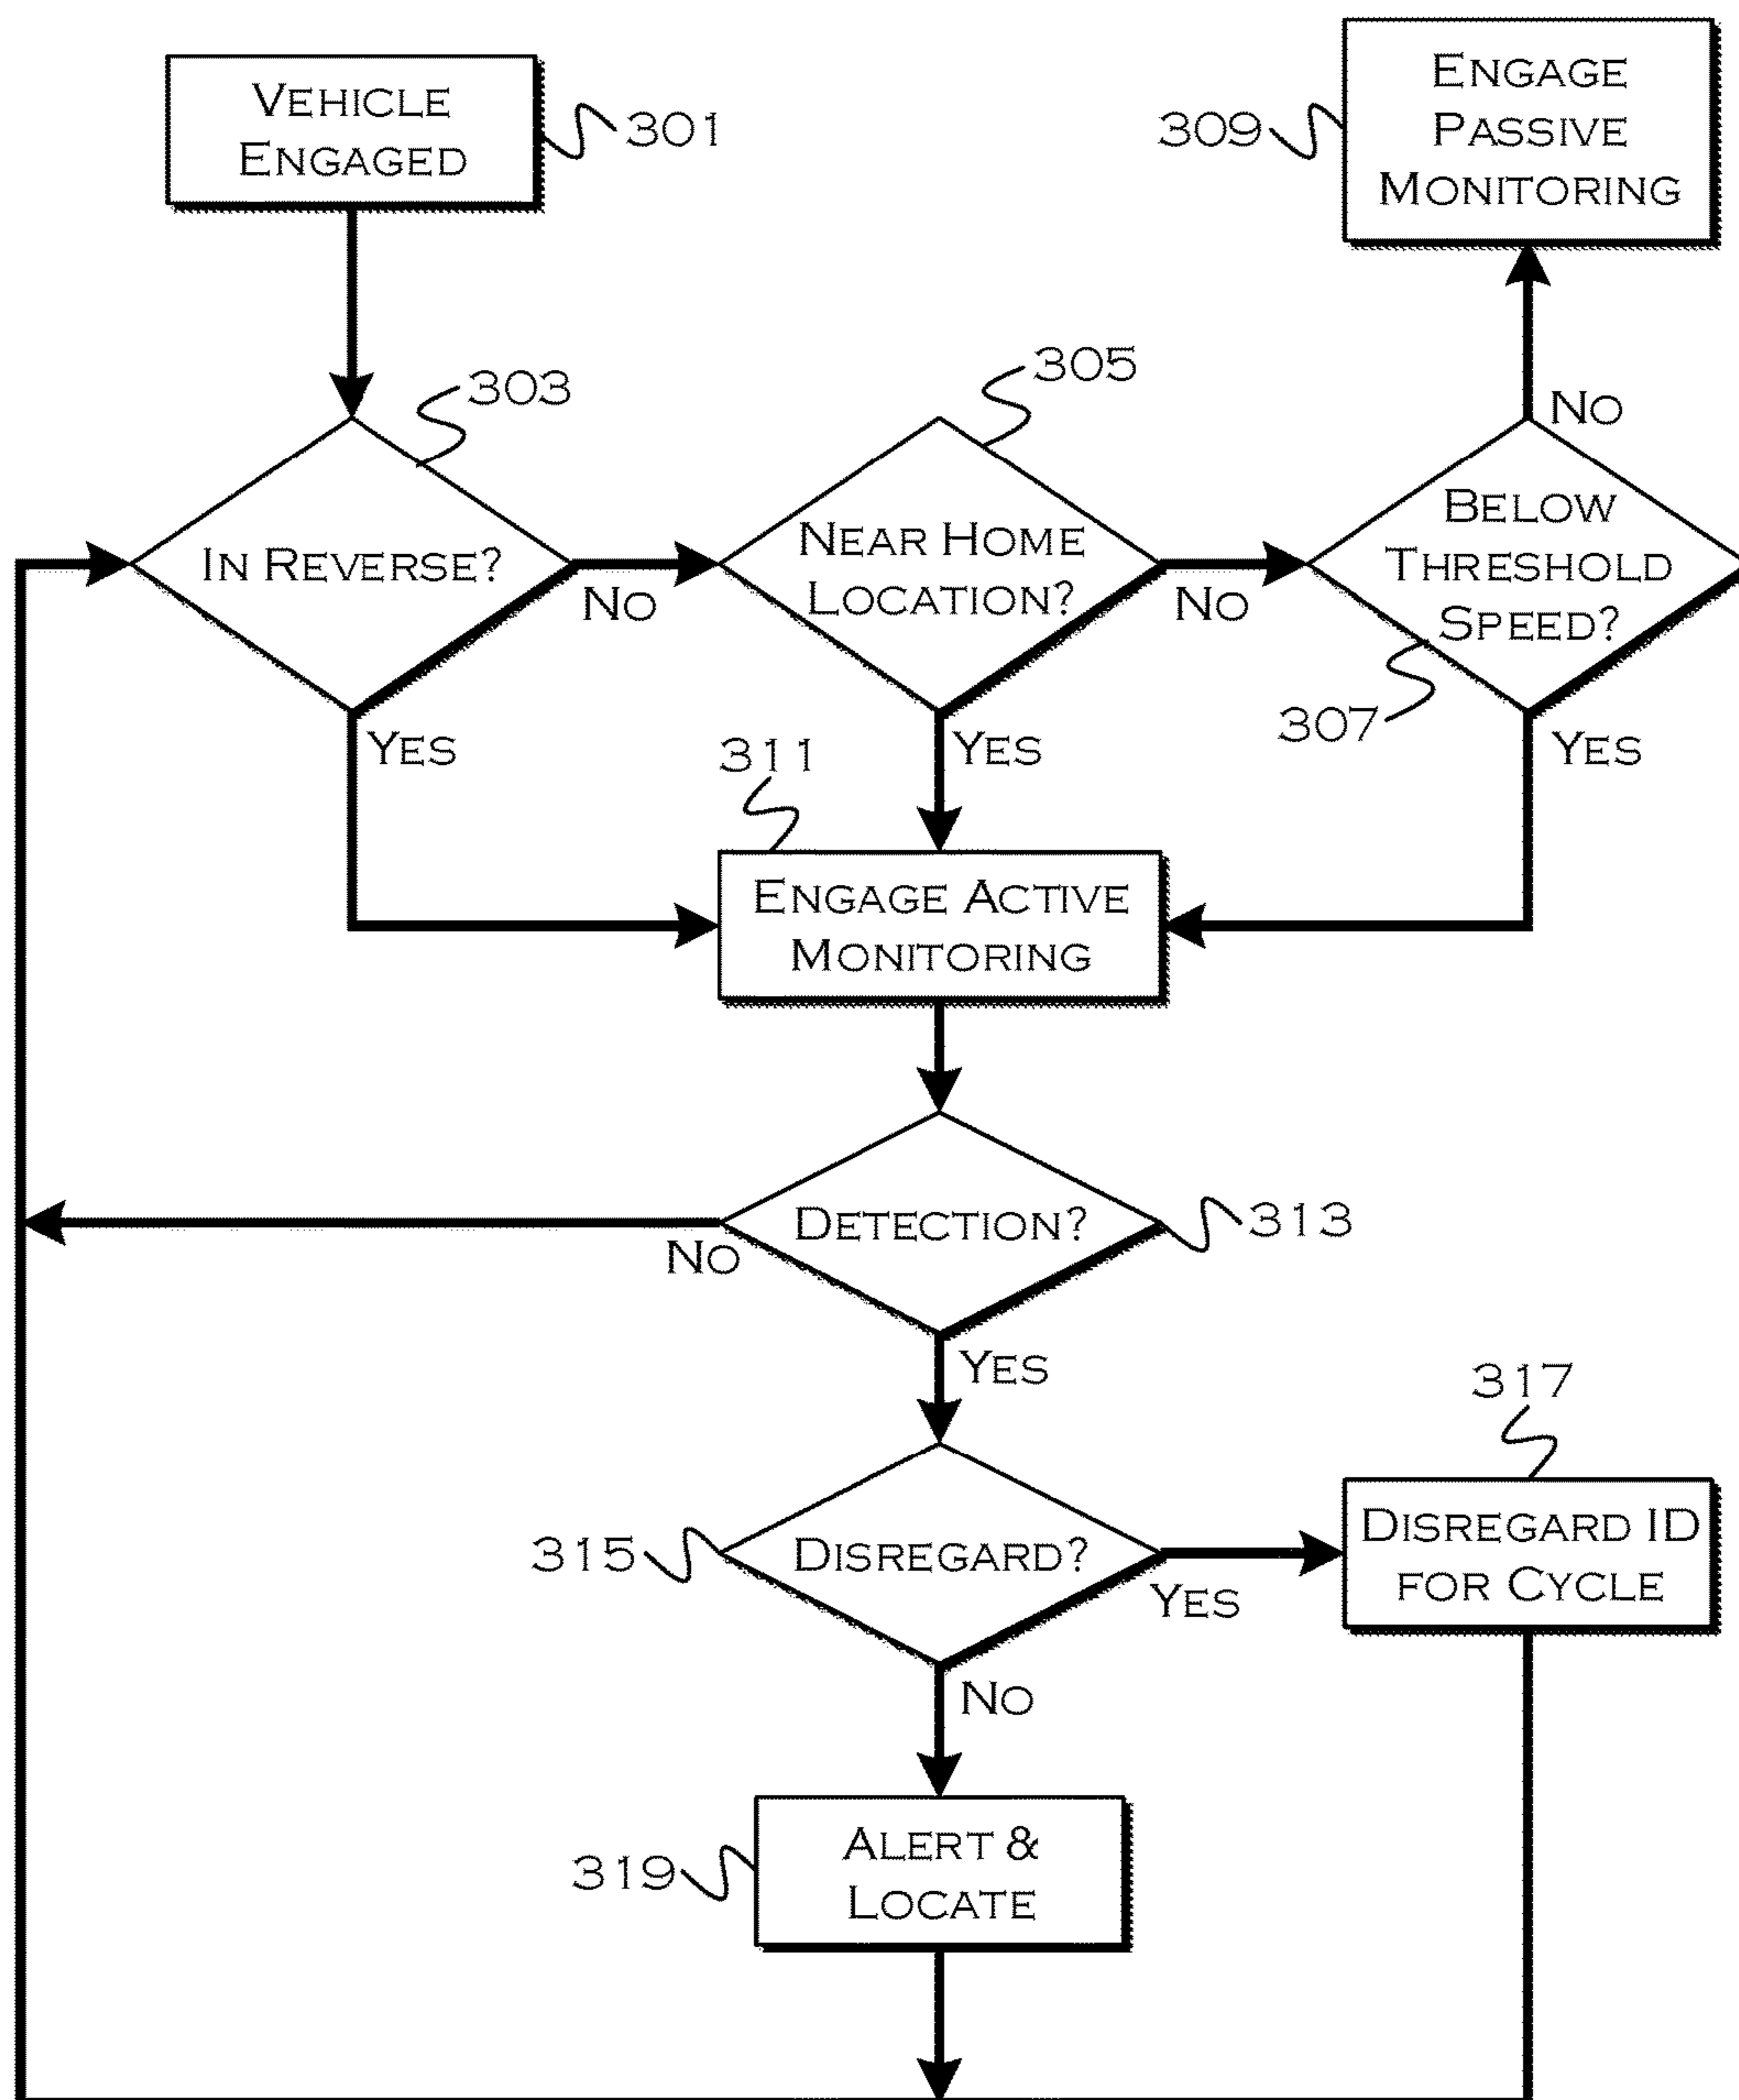 VEHICLE
ENGAGED
301
ENGAGE
PASSIVE
MONITORING
309
303
305
NO
IN REVERSE?
NO
NEAR HOME
LOCATION?
NO
BELOW
THRESHOLD
SPEED?
307
YES
311
YES
YES
ENGAGE ACTIVE
MONITORING
DETECTION?
313
NO
YES
317
315
DISREGARD?
YES
DISREGARD ID
FOR CYCLE
NO
319
ALERT &
LOCATE